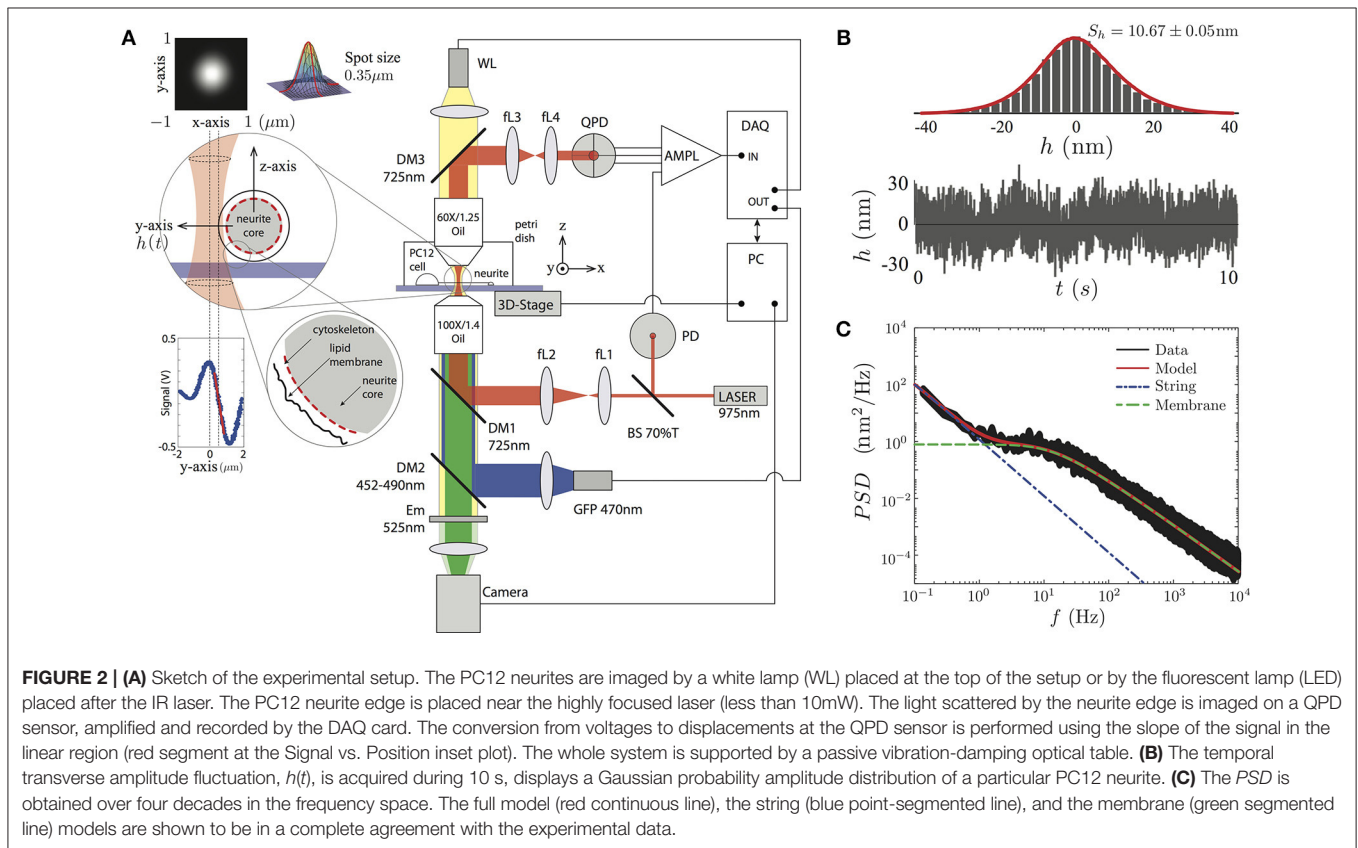 A
1
y-axis
−1
x-axis
1 (μm)
Spot size
0.35μm
z-axis
y-axis
h(t)
neurite
core
cytoskeleton
lipid
membrane
neurite
core
0.5
Signal (V)
-0.5
-2
0
2
y-axis (μm)
WL
fL3
fL4
QPD
DM3
725nm
AMPL
DAQ
IN
OUT
PC
60X/1.25
Oil
petri
dish
PC12
cell
neurite
z
y
x
3D-Stage
100X/1.4
Oil
PD
fL2
fL1
LASER
975nm
BS 70%T
DM1
725nm
DM2
452-490nm
GFP 470nm
Em
525nm
Camera
B
S_h = 10.67 ± 0.05nm
-40 -20 0 20 40
h (nm)
30
0
-30
h (nm)
0 10
t (s)
C
10^4
10^2
10^0
10^-2
10^-4
PSD (nm²/Hz)
Data
Model
String
Membrane
10^-1 10^0 10^1 10^2 10^3 10^4
f (Hz)
FIGURE 2 | (A) Sketch of the experimental setup. The PC12 neurites are imaged by a white lamp (WL) placed at the top of the setup or by the fluorescent lamp (LED)
placed after the IR laser. The PC12 neurite edge is placed near the highly focused laser (less than 10mW). The light scattered by the neurite edge is imaged on a QPD
sensor, amplified and recorded by the DAQ card. The conversion from voltages to displacements at the QPD sensor is performed using the slope of the signal in the
linear region (red segment at the Signal vs. Position inset plot). The whole system is supported by a passive vibration-damping optical table. (B) The temporal
transverse amplitude fluctuation, h(t), is acquired during 10 s, displays a Gaussian probability amplitude distribution of a particular PC12 neurite. (C) The PSD is
obtained over four decades in the frequency space. The full model (red continuous line), the string (blue point-segmented line), and the membrane (green segmented
line) models are shown to be in a complete agreement with the experimental data.